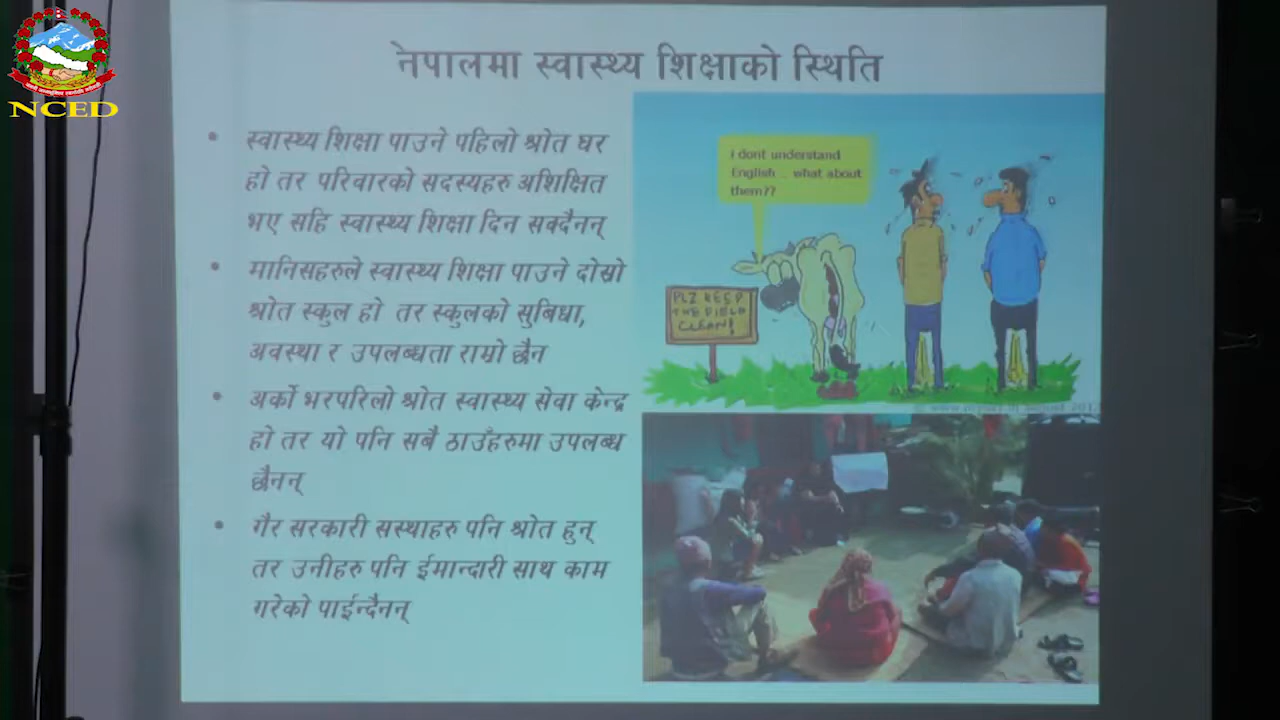 NCED
नेपालमा स्वास्थ्य शिक्षाको स्थिति
• स्वास्थ्य शिक्षा पाउने पहिलो श्रोत घर
हो तर परिवारको सदस्यहरु अशिक्षित
भए सहि स्वास्थ्य शिक्षा दिन सक्दैनन्
• मानिसहरुले स्वास्थ्य शिक्षा पाउने दोस्रो
श्रोत स्कुल हो तर स्कुलको सुबिधा,
अवस्था र उपलब्धता राम्रो छैन
• अर्को भरपरिलो श्रोत स्वास्थ्य सेवा केन्द्र
हो तर यो पनि सबै ठाउँहरुमा उपलब्ध
छैनन्
• गैर सरकारी सस्थाहरु पनि श्रोत हुन्
तर उनीहरु पनि ईमान्दारी साथ काम
गरेको पाईन्दैनन्
i dont understand
English .. what about
them??
PLZ KEEP
THE FIELD
CLEAN!